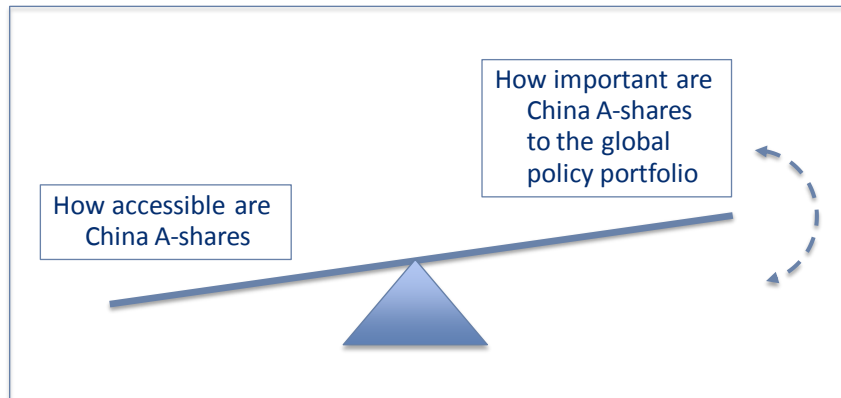 How important are
China A-shares
to the global
policy portfolio
How accessible are
China A-shares